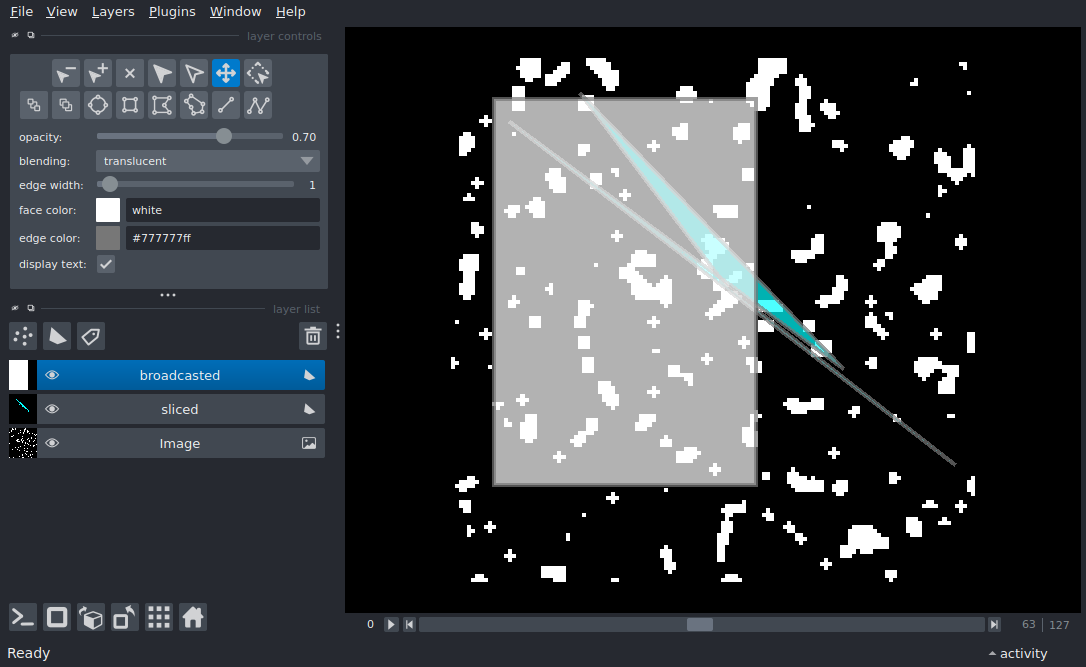 File View Layers Plugins Window Help
layer controls
opacity: 0.70
blending: translucent
edge width: 1
face color: white
edge color: #777777ff
display text:
layer list
broadcasted
sliced
Image
0 63 127
Ready activity